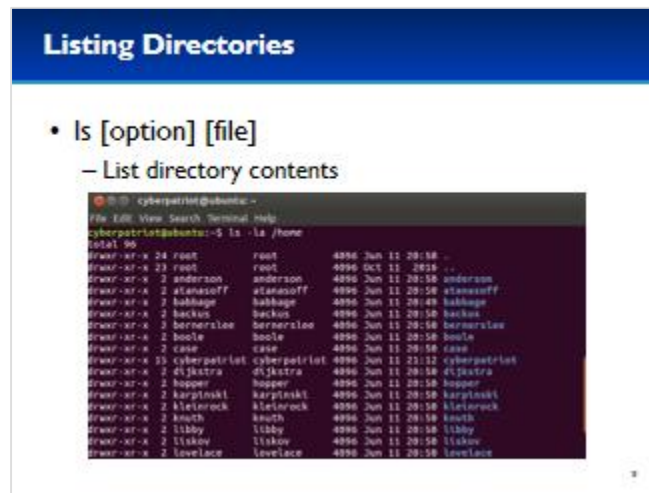 Listing Directories
• ls [option] [file]
– List directory contents
cyberpatriot@ubuntu: ~
File Edit View Search Terminal Help
cyberpatriot@ubuntu:~$ ls -la /home
total 96
drwxr-xr-x 24 root root 4096 Jun 11 20:50 .
drwxr-xr-x 23 root root 4096 Oct 11 2016 ..
drwxr-xr-x 2 anderson anderson 4096 Jun 11 20:50 anderson
drwxr-xr-x 2 atanasoff atanasoff 4096 Jun 11 20:50 atanasoff
drwxr-xr-x 2 babbage babbage 4096 Jun 11 20:49 babbage
drwxr-xr-x 2 backus backus 4096 Jun 11 20:50 backus
drwxr-xr-x 2 bernerslee bernerslee 4096 Jun 11 20:50 bernerslee
drwxr-xr-x 2 boole boole 4096 Jun 11 20:50 boole
drwxr-xr-x 2 case case 4096 Jun 11 20:50 case
drwxr-xr-x 15 cyberpatriot cyberpatriot 4096 Jun 11 21:12 cyberpatriot
drwxr-xr-x 2 dijkstra dijkstra 4096 Jun 11 20:50 dijkstra
drwxr-xr-x 2 hopper hopper 4096 Jun 11 20:50 hopper
drwxr-xr-x 2 karpinski karpinski 4096 Jun 11 20:50 karpinski
drwxr-xr-x 2 kleinrock kleinrock 4096 Jun 11 20:50 kleinrock
drwxr-xr-x 2 knuth knuth 4096 Jun 11 20:50 knuth
drwxr-xr-x 2 libby libby 4096 Jun 11 20:50 libby
drwxr-xr-x 2 liskov liskov 4096 Jun 11 20:50 liskov
drwxr-xr-x 2 lovelace lovelace 4096 Jun 11 20:50 lovelace